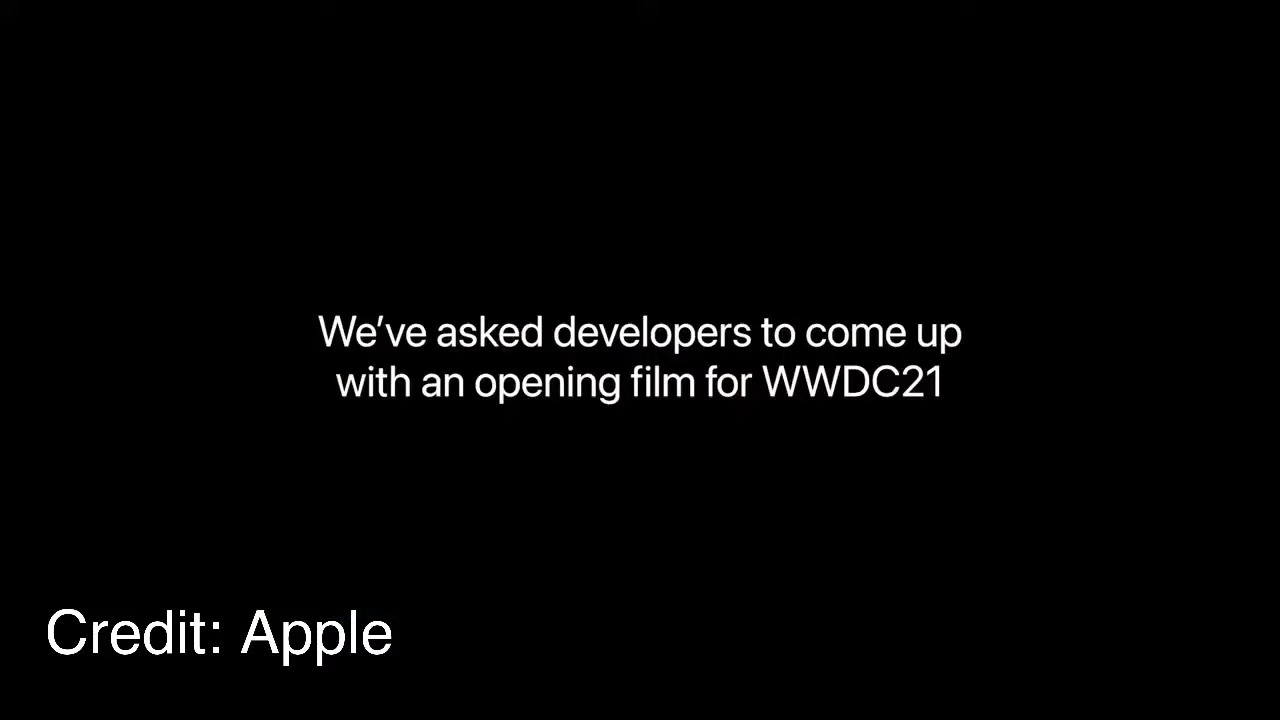 We’ve asked developers to come up
with an opening film for WWDC21
Credit: Apple